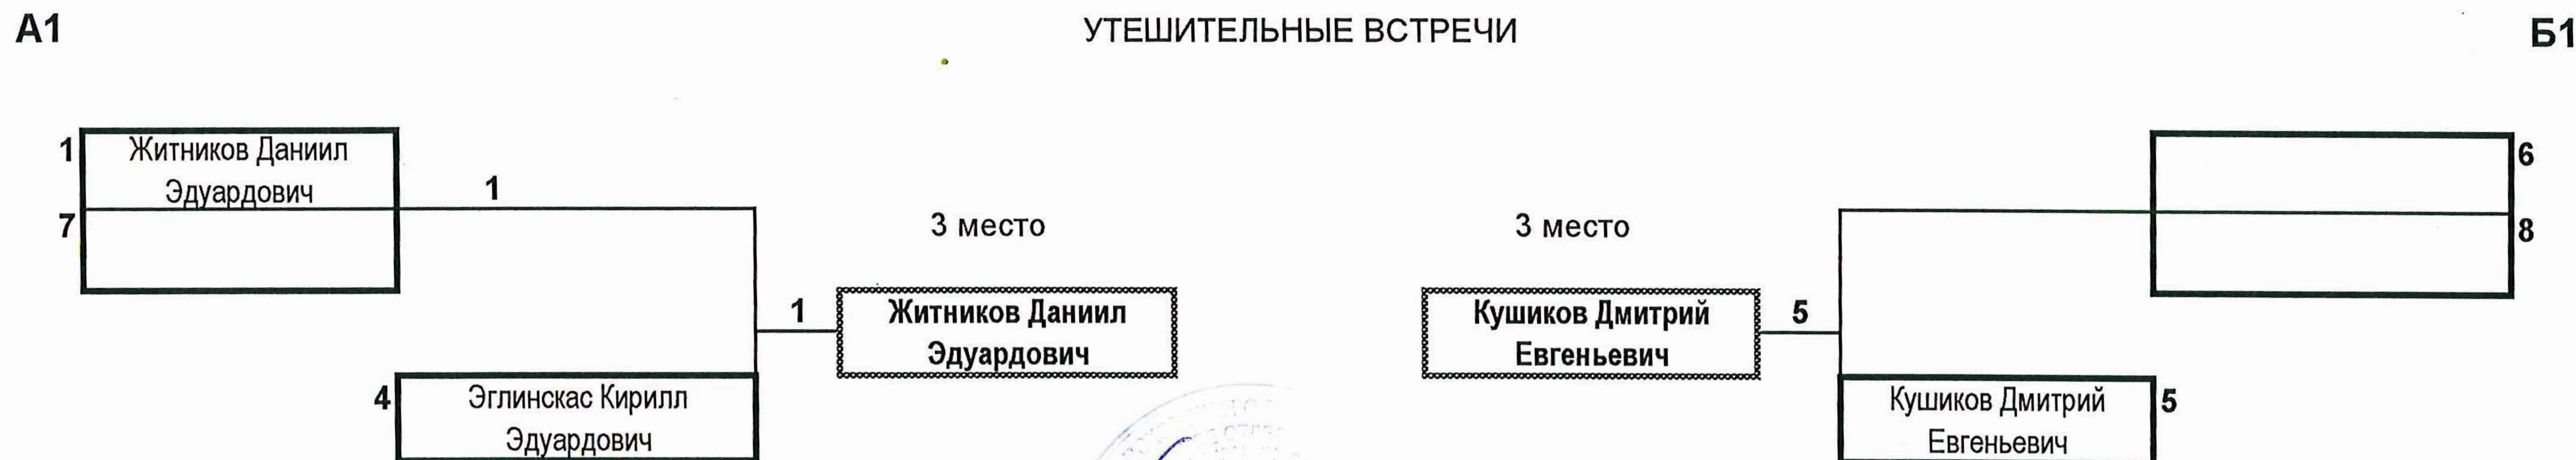 А1
УТЕШИТЕЛЬНЫЕ ВСТРЕЧИ
Б1
1
Житников Даниил
Эдуардович
7
1
3 место
1
Житников Даниил
Эдуардович
4
Эглинскас Кирилл
Эдуардович
3 место
Кушиков Дмитрий
Евгеньевич
5
6
8
Кушиков Дмитрий
Евгеньевич
5